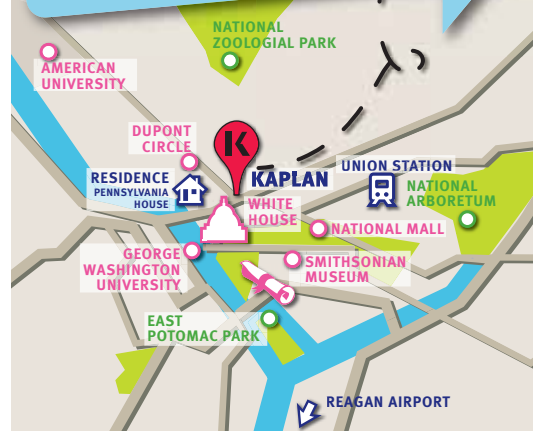 NATIONAL
ZOOLOGIAL PARK
AMERICAN
UNIVERSITY
DUPONT
CIRCLE
K
KAPLAN
UNION STATION
RESIDENCE
PENNSYLVANIA
HOUSE
NATIONAL
ARBORETUM
WHITE
HOUSE
NATIONAL MALL
GEORGE
WASHINGTON
UNIVERSITY
SMITHSONIAN
MUSEUM
EAST
POTOMAC PARK
REAGAN AIRPORT